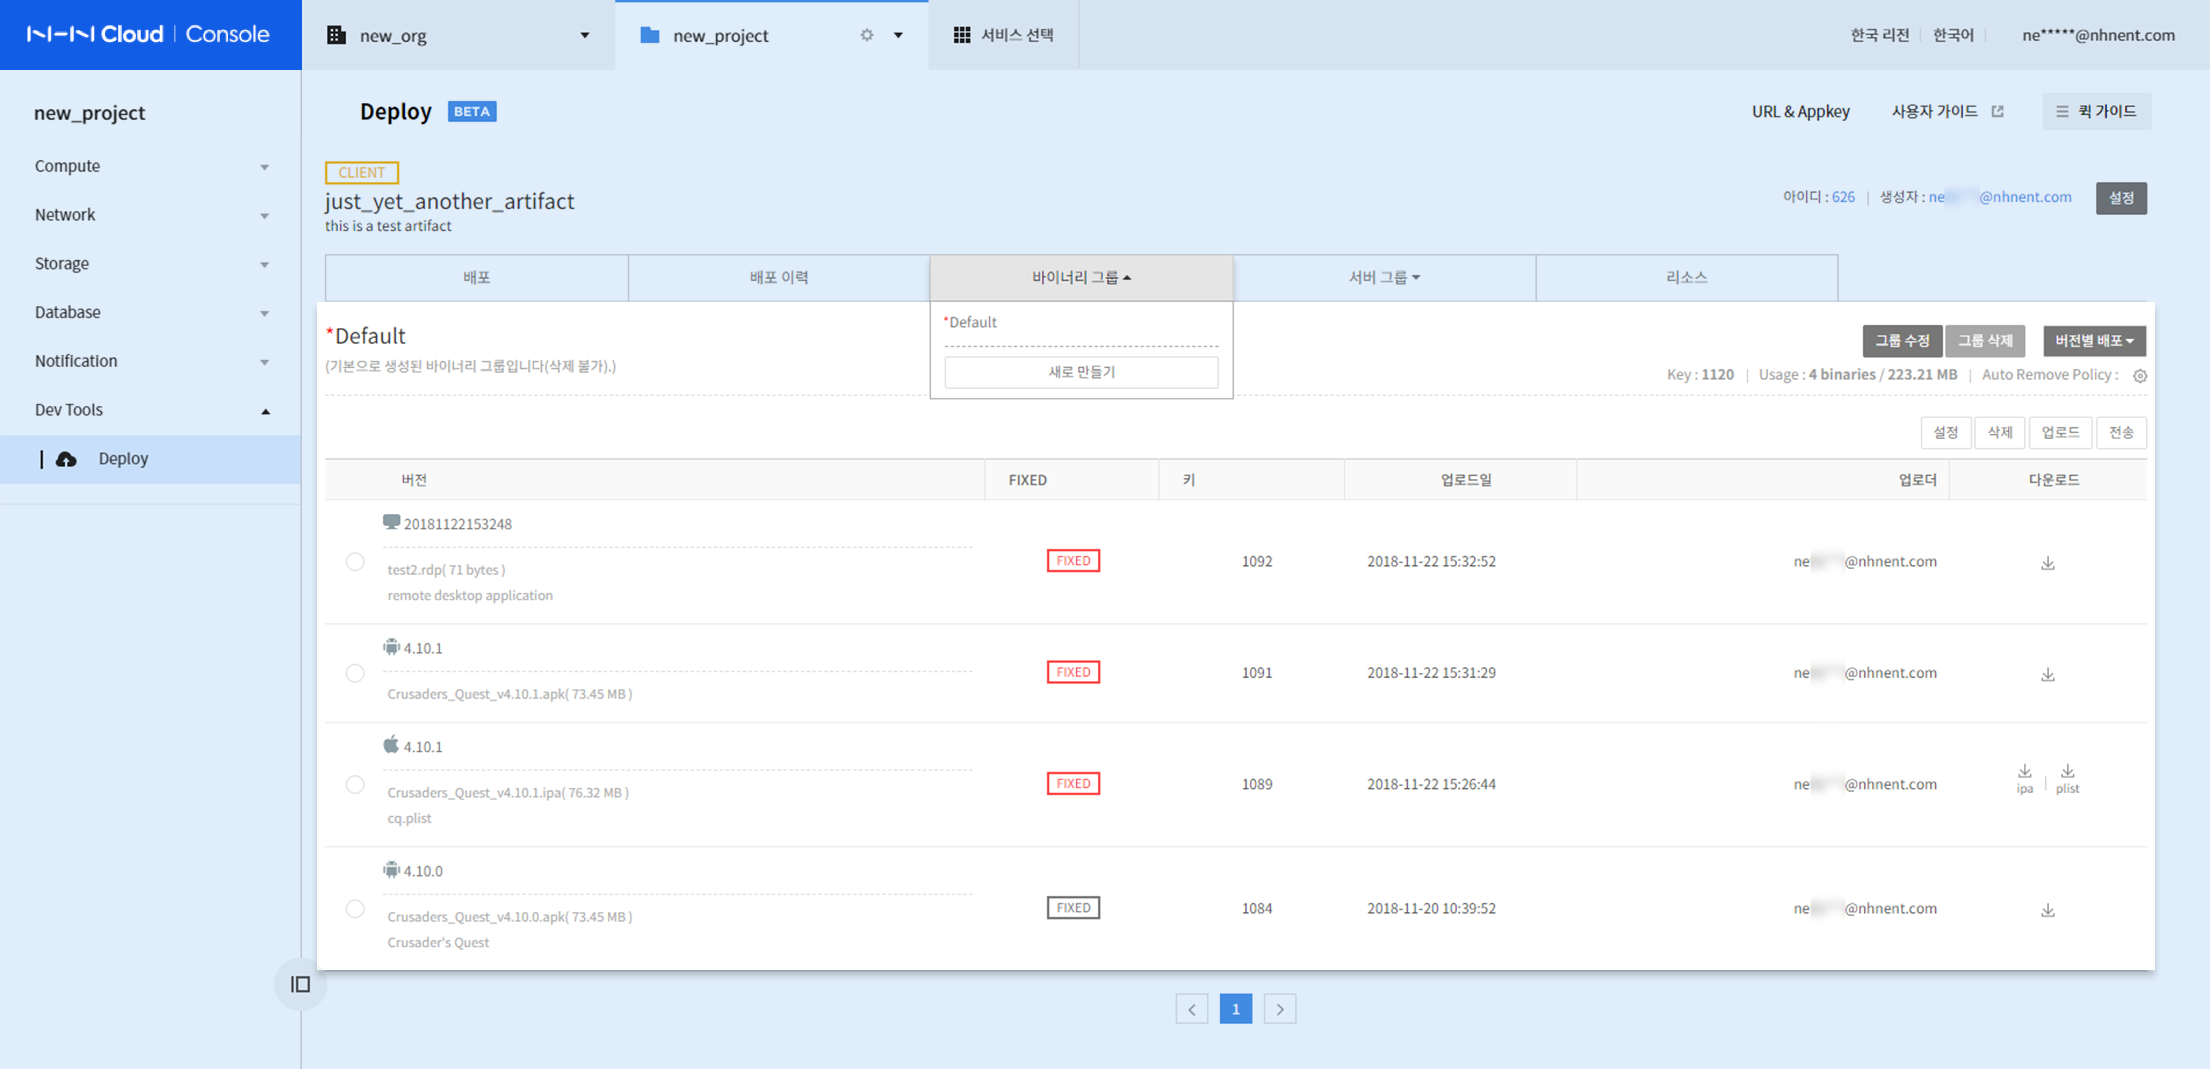 NHN Cloud | Console
new_org
new_project
서비스 선택
한국 리전
한국어
ne*****@nhnent.com
new_project
Compute
Network
Storage
Database
Notification
Dev Tools
Deploy
Deploy BETA
URL & Appkey
사용자 가이드
퀵 가이드
CLIENT
just_yet_another_artifact
this is a test artifact
아이디 : 626 | 생성자 : ne @nhnent.com
설정
배포
배포 이력
바이너리 그룹
서버 그룹
리소스
*Default
새로 만들기
*Default
(기본으로 생성된 바이너리 그룹입니다(삭제 불가).)
그룹 수정
그룹 삭제
버전별 배포
Key : 1120 | Usage : 4 binaries / 223.21 MB | Auto Remove Policy :
설정
삭제
업로드
전송
버전 FIXED 키 업로드일 업로더 다운로드
20181122153248
test2.rdp( 71 bytes )
remote desktop application
FIXED 1092 2018-11-22 15:32:52 ne @nhnent.com
4.10.1
Crusaders_Quest_v4.10.1.apk( 73.45 MB )
FIXED 1091 2018-11-22 15:31:29 ne @nhnent.com
4.10.1
Crusaders_Quest_v4.10.1.ipa( 76.32 MB )
cq.plist
FIXED 1089 2018-11-22 15:26:44 ne @nhnent.com ipa | plist
4.10.0
Crusaders_Quest_v4.10.0.apk( 73.45 MB )
Crusader's Quest
FIXED 1084 2018-11-20 10:39:52 ne @nhnent.com
< 1 >